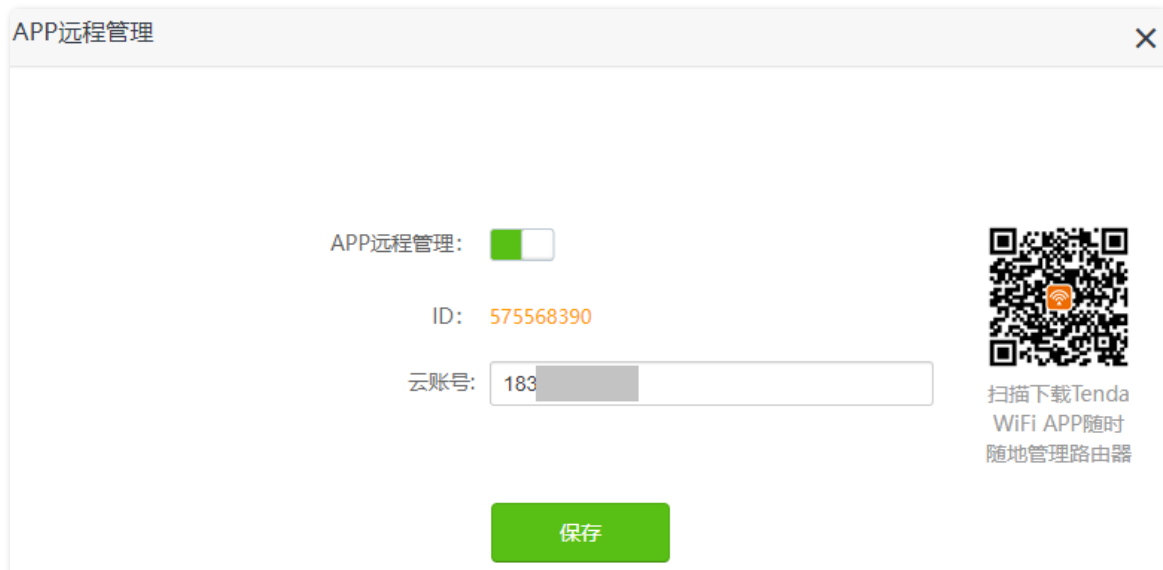 APP远程管理
APP远程管理：
ID：
575568390
云账号:
183
扫描下载Tenda
WiFi APP随时
随地管理路由器
保存